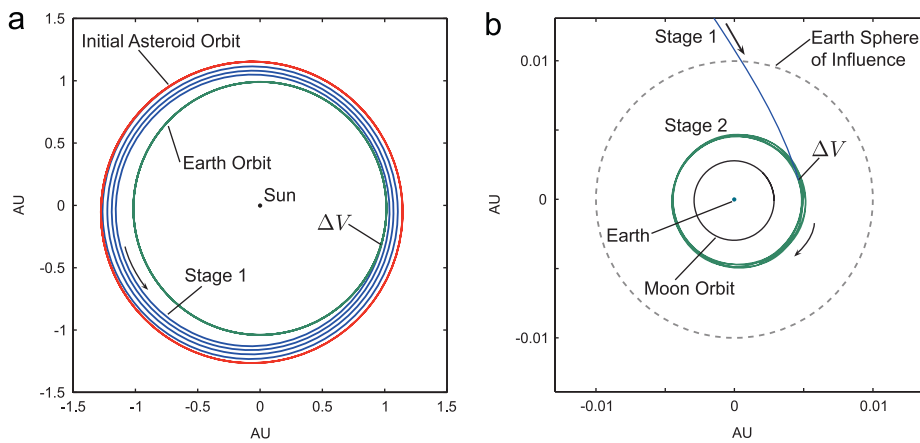 a
1.5
Initial Asteroid Orbit
1
0.5
Earth Orbit
Sun
AU
0
ΔV
-0.5
Stage 1
-1
-1.5
-1.5
-1
-0.5
0
0.5
1
1.5
AU
b
Stage 1
Earth Sphere
of Influence
0.01
Stage 2
ΔV
AU
0
Earth
Moon Orbit
-0.01
-0.01
0
0.01
AU